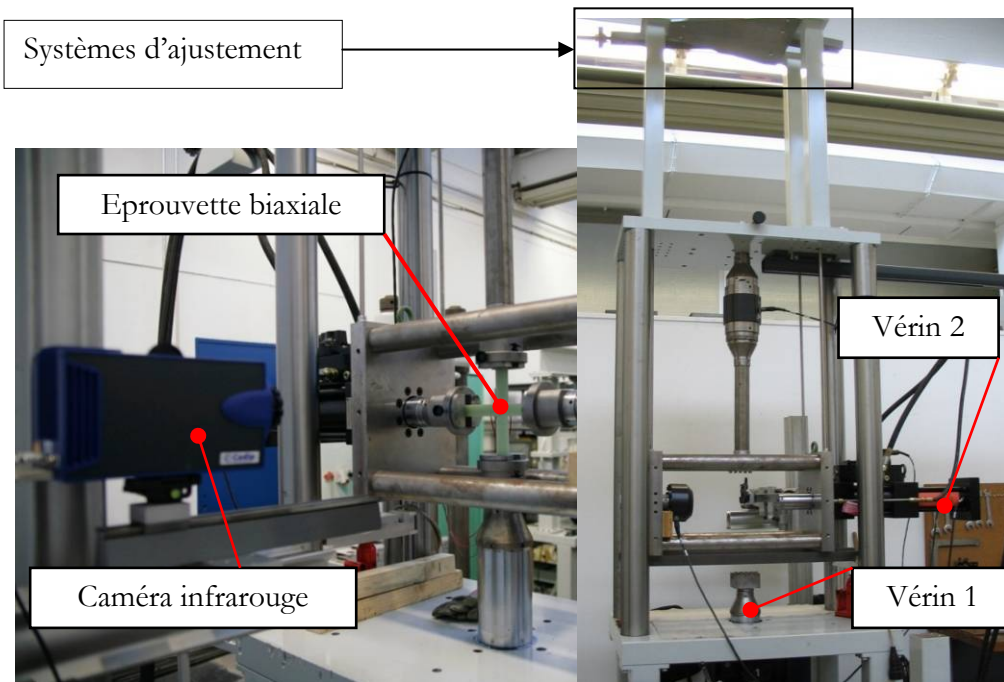 Systèmes d'ajustement
Eprouvette biaxiale
Vérin 2
Caméra infrarouge
Vérin 1